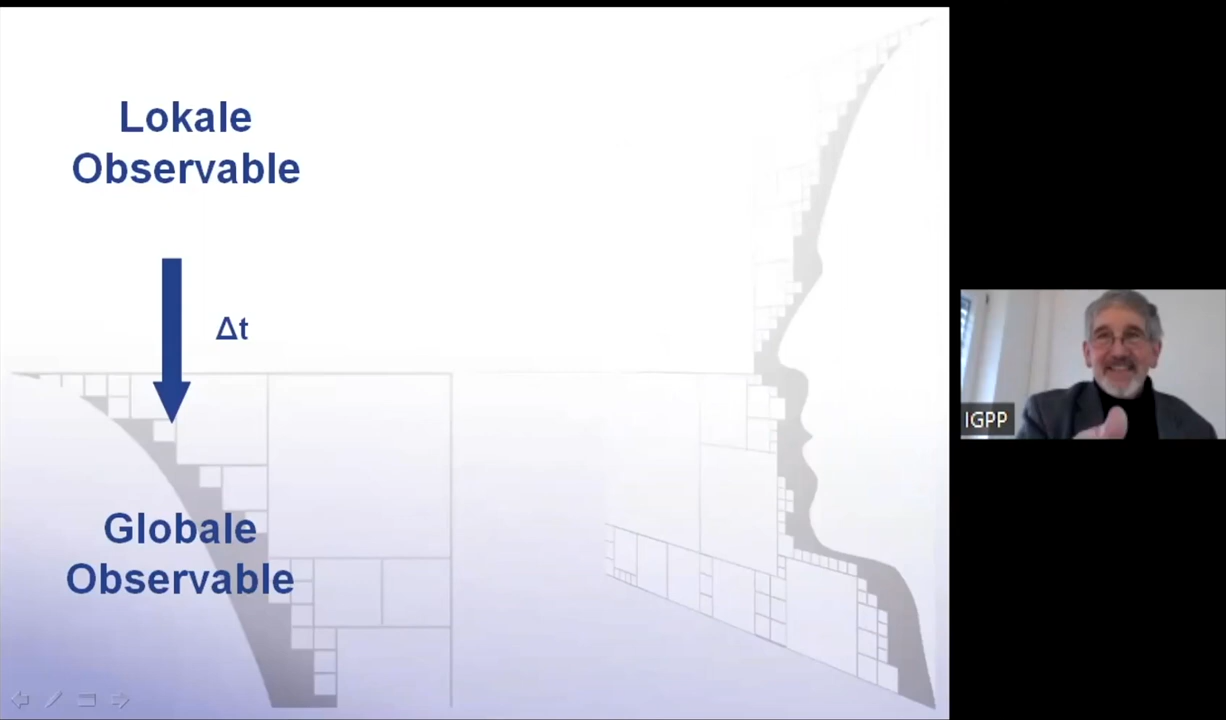 Lokale
Observable
Δt
Globale
Observable
IGPP